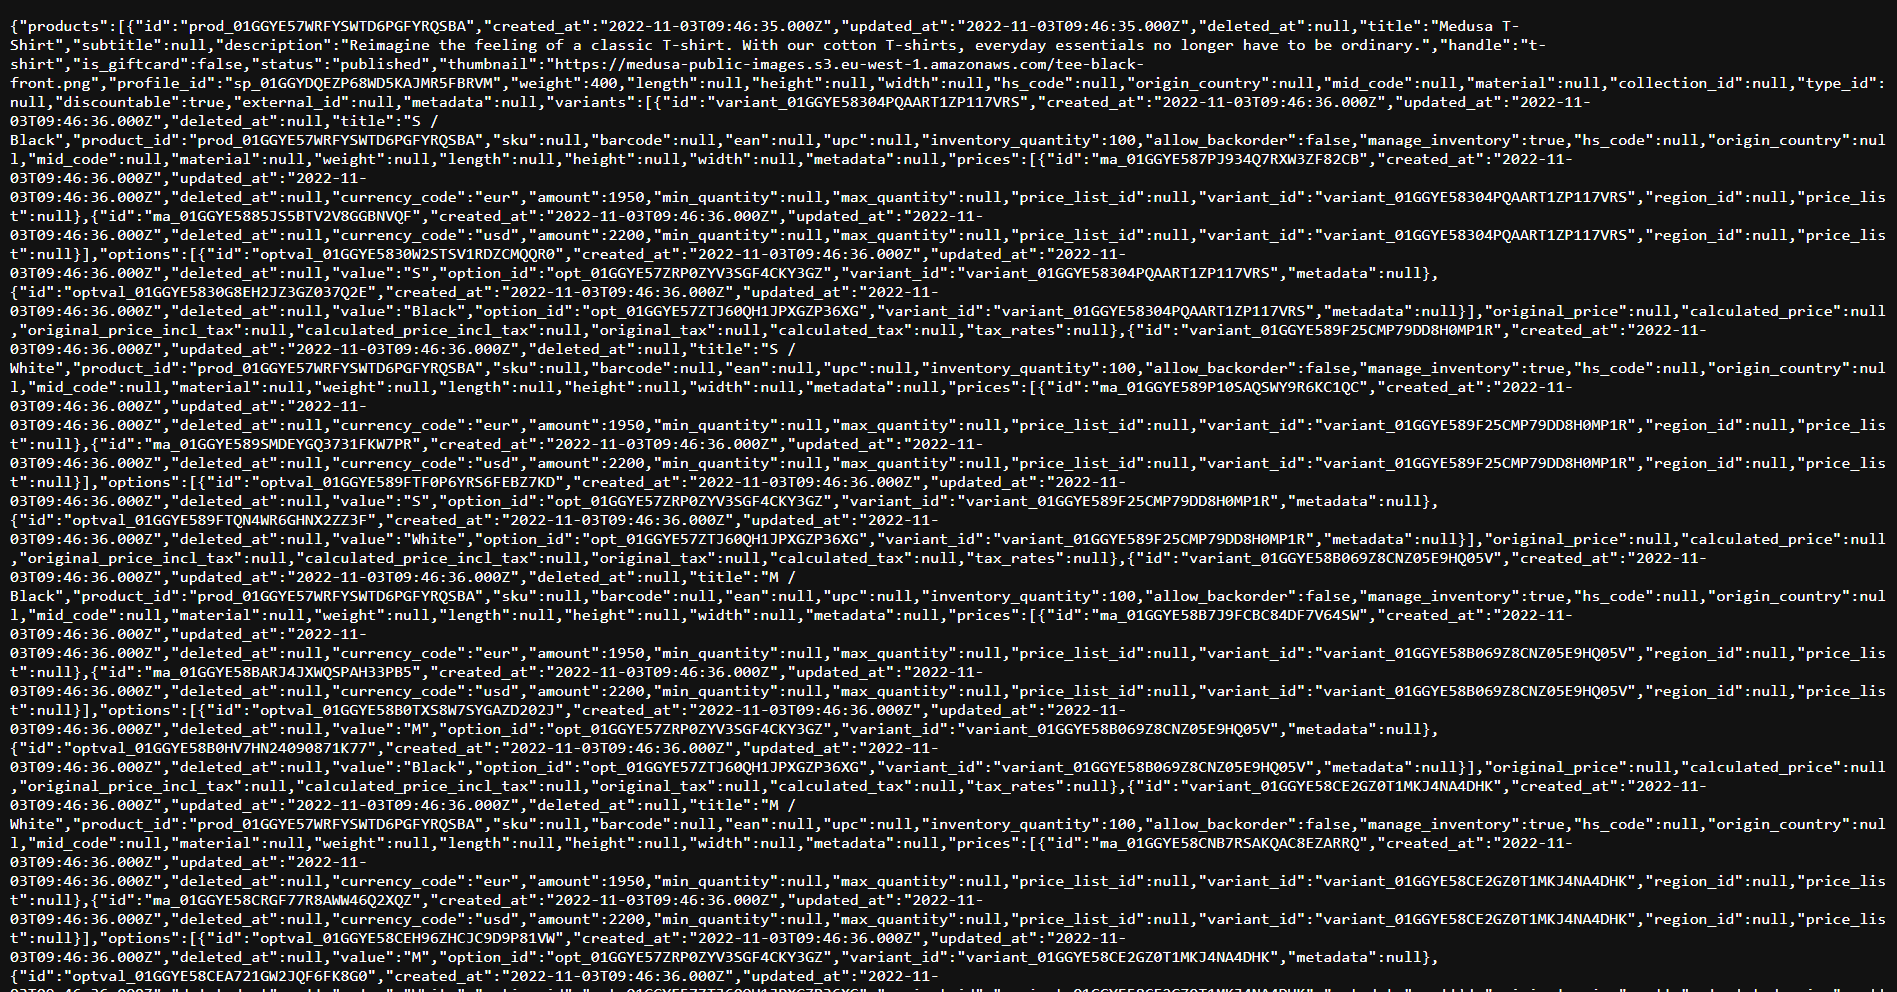 {"products":[{"id":"prod_01GGYE57WRFYSWTD6PGFYRQSBA","created_at":"2022-11-03T09:46:35.000Z","updated_at":"2022-11-03T09:46:35.000Z","deleted_at":null,"title":"Medusa T-
Shirt","subtitle":null,"description":"Reimagine the feeling of a classic T-shirt. With our cotton T-shirts, everyday essentials no longer have to be ordinary.","handle":"t-
shirt","is_giftcard":false,"status":"published","thumbnail":"https://medusa-public-images.s3.eu-west-1.amazonaws.com/tee-black-
front.png","profile_id":"sp_01GGYDQEZP68WD5KAJMR5FBRVM","weight":400,"length":null,"height":null,"width":null,"hs_code":null,"origin_country":null,"mid_code":null,"material":null,"collection_id":null,"type_id":
null,"discountable":true,"external_id":null,"metadata":null,"variants":[{"id":"variant_01GGYE58304PQAART1ZP117VRS","created_at":"2022-11-03T09:46:36.000Z","updated_at":"2022-11-
03T09:46:36.000Z","deleted_at":null,"title":"S /
Black","product_id":"prod_01GGYE57WRFYSWTD6PGFYRQSBA","sku":null,"barcode":null,"ean":null,"upc":null,"inventory_quantity":100,"allow_backorder":false,"manage_inventory":true,"hs_code":null,"origin_country":nul
l,"mid_code":null,"material":null,"weight":null,"length":null,"height":null,"width":null,"metadata":null,"prices":[{"id":"ma_01GGYE587PJ934Q7RXW3ZF82CB","created_at":"2022-11-
03T09:46:36.000Z","updated_at":"2022-11-
03T09:46:36.000Z","deleted_at":null,"currency_code":"eur","amount":1950,"min_quantity":null,"max_quantity":null,"price_list_id":null,"variant_id":"variant_01GGYE58304PQAART1ZP117VRS","region_id":null,"price_lis
t":null},{"id":"ma_01GGYE5885JS5BTV2V8GGBNVQF","created_at":"2022-11-03T09:46:36.000Z","updated_at":"2022-11-
03T09:46:36.000Z","deleted_at":null,"currency_code":"usd","amount":2200,"min_quantity":null,"max_quantity":null,"price_list_id":null,"variant_id":"variant_01GGYE58304PQAART1ZP117VRS","region_id":null,"price_lis
t":null}],"options":[{"id":"optval_01GGYE5830W2STSV1RDZCMQQR0","created_at":"2022-11-03T09:46:36.000Z","updated_at":"2022-11-
03T09:46:36.000Z","deleted_at":null,"value":"S","option_id":"opt_01GGYE57ZRP0ZYV3SGF4CKY3GZ","variant_id":"variant_01GGYE58304PQAART1ZP117VRS","metadata":null},
{"id":"optval_01GGYE5830G8EH2JZ3GZ037Q2E","created_at":"2022-11-03T09:46:36.000Z","updated_at":"2022-11-
03T09:46:36.000Z","deleted_at":null,"value":"Black","option_id":"opt_01GGYE57ZTJ60QH1JPXGZP36XG","variant_id":"variant_01GGYE58304PQAART1ZP117VRS","metadata":null}],"original_price":null,"calculated_price":null
,"original_price_incl_tax":null,"calculated_price_incl_tax":null,"original_tax":null,"calculated_tax":null,"tax_rates":null},{"id":"variant_01GGYE589F25CMP79DD8H0MP1R","created_at":"2022-11-
03T09:46:36.000Z","updated_at":"2022-11-03T09:46:36.000Z","deleted_at":null,"title":"S /
White","product_id":"prod_01GGYE57WRFYSWTD6PGFYRQSBA","sku":null,"barcode":null,"ean":null,"upc":null,"inventory_quantity":100,"allow_backorder":false,"manage_inventory":true,"hs_code":null,"origin_country":nul
l,"mid_code":null,"material":null,"weight":null,"length":null,"height":null,"width":null,"metadata":null,"prices":[{"id":"ma_01GGYE589P10SAQSWY9R6KC1QC","created_at":"2022-11-
03T09:46:36.000Z","updated_at":"2022-11-
03T09:46:36.000Z","deleted_at":null,"currency_code":"eur","amount":1950,"min_quantity":null,"max_quantity":null,"price_list_id":null,"variant_id":"variant_01GGYE589F25CMP79DD8H0MP1R","region_id":null,"price_lis
t":null},{"id":"ma_01GGYE589SMDEYGQ3731FKW7PR","created_at":"2022-11-03T09:46:36.000Z","updated_at":"2022-11-
03T09:46:36.000Z","deleted_at":null,"currency_code":"usd","amount":2200,"min_quantity":null,"max_quantity":null,"price_list_id":null,"variant_id":"variant_01GGYE589F25CMP79DD8H0MP1R","region_id":null,"price_lis
t":null}],"options":[{"id":"optval_01GGYE589FTF0P6YRS6FEBZ7KD","created_at":"2022-11-03T09:46:36.000Z","updated_at":"2022-11-
03T09:46:36.000Z","deleted_at":null,"value":"S","option_id":"opt_01GGYE57ZRP0ZYV3SGF4CKY3GZ","variant_id":"variant_01GGYE589F25CMP79DD8H0MP1R","metadata":null},
{"id":"optval_01GGYE589FTQN4WR6GHNX2ZZ3F","created_at":"2022-11-03T09:46:36.000Z","updated_at":"2022-11-
03T09:46:36.000Z","deleted_at":null,"value":"White","option_id":"opt_01GGYE57ZTJ60QH1JPXGZP36XG","variant_id":"variant_01GGYE589F25CMP79DD8H0MP1R","metadata":null}],"original_price":null,"calculated_price":null
,"original_price_incl_tax":null,"calculated_price_incl_tax":null,"original_tax":null,"calculated_tax":null,"tax_rates":null},{"id":"variant_01GGYE58B069Z8CNZ05E9HQ05V","created_at":"2022-11-
03T09:46:36.000Z","updated_at":"2022-11-03T09:46:36.000Z","deleted_at":null,"title":"M /
Black","product_id":"prod_01GGYE57WRFYSWTD6PGFYRQSBA","sku":null,"barcode":null,"ean":null,"upc":null,"inventory_quantity":100,"allow_backorder":false,"manage_inventory":true,"hs_code":null,"origin_country":nul
l,"mid_code":null,"material":null,"weight":null,"length":null,"height":null,"width":null,"metadata":null,"prices":[{"id":"ma_01GGYE58B7J9FCBC84DF7V64SW","created_at":"2022-11-
03T09:46:36.000Z","updated_at":"2022-11-
03T09:46:36.000Z","deleted_at":null,"currency_code":"eur","amount":1950,"min_quantity":null,"max_quantity":null,"price_list_id":null,"variant_id":"variant_01GGYE58B069Z8CNZ05E9HQ05V","region_id":null,"price_lis
t":null},{"id":"ma_01GGYE58BARJ4JXWQSPAH33PB5","created_at":"2022-11-03T09:46:36.000Z","updated_at":"2022-11-
03T09:46:36.000Z","deleted_at":null,"currency_code":"usd","amount":2200,"min_quantity":null,"max_quantity":null,"price_list_id":null,"variant_id":"variant_01GGYE58B069Z8CNZ05E9HQ05V","region_id":null,"price_lis
t":null}],"options":[{"id":"optval_01GGYE58B0TXS8W7SYGAZD202J","created_at":"2022-11-03T09:46:36.000Z","updated_at":"2022-11-
03T09:46:36.000Z","deleted_at":null,"value":"M","option_id":"opt_01GGYE57ZRP0ZYV3SGF4CKY3GZ","variant_id":"variant_01GGYE58B069Z8CNZ05E9HQ05V","metadata":null},
{"id":"optval_01GGYE58B0HV7HN24090871K77","created_at":"2022-11-03T09:46:36.000Z","updated_at":"2022-11-
03T09:46:36.000Z","deleted_at":null,"value":"Black","option_id":"opt_01GGYE57ZTJ60QH1JPXGZP36XG","variant_id":"variant_01GGYE58B069Z8CNZ05E9HQ05V","metadata":null}],"original_price":null,"calculated_price":null
,"original_price_incl_tax":null,"calculated_price_incl_tax":null,"original_tax":null,"calculated_tax":null,"tax_rates":null},{"id":"variant_01GGYE58CE2GZ0T1MKJ4NA4DHK","created_at":"2022-11-
03T09:46:36.000Z","updated_at":"2022-11-03T09:46:36.000Z","deleted_at":null,"title":"M /
White","product_id":"prod_01GGYE57WRFYSWTD6PGFYRQSBA","sku":null,"barcode":null,"ean":null,"upc":null,"inventory_quantity":100,"allow_backorder":false,"manage_inventory":true,"hs_code":null,"origin_country":nul
l,"mid_code":null,"material":null,"weight":null,"length":null,"height":null,"width":null,"metadata":null,"prices":[{"id":"ma_01GGYE58CNB7RSAKQAC8EZARRQ","created_at":"2022-11-
03T09:46:36.000Z","updated_at":"2022-11-
03T09:46:36.000Z","deleted_at":null,"currency_code":"eur","amount":1950,"min_quantity":null,"max_quantity":null,"price_list_id":null,"variant_id":"variant_01GGYE58CE2GZ0T1MKJ4NA4DHK","region_id":null,"price_lis
t":null},{"id":"ma_01GGYE58CRGF77R8AWW46Q2XQZ","created_at":"2022-11-03T09:46:36.000Z","updated_at":"2022-11-
03T09:46:36.000Z","deleted_at":null,"currency_code":"usd","amount":2200,"min_quantity":null,"max_quantity":null,"price_list_id":null,"variant_id":"variant_01GGYE58CE2GZ0T1MKJ4NA4DHK","region_id":null,"price_lis
t":null}],"options":[{"id":"optval_01GGYE58CEH96ZHCJC9D9P81VW","created_at":"2022-11-03T09:46:36.000Z","updated_at":"2022-11-
03T09:46:36.000Z","deleted_at":null,"value":"M","option_id":"opt_01GGYE57ZRP0ZYV3SGF4CKY3GZ","variant_id":"variant_01GGYE58CE2GZ0T1MKJ4NA4DHK","metadata":null},
{"id":"optval_01GGYE58CEA721GW2JQF6FK8G0","created_at":"2022-11-03T09:46:36.000Z","updated_at":"2022-11-